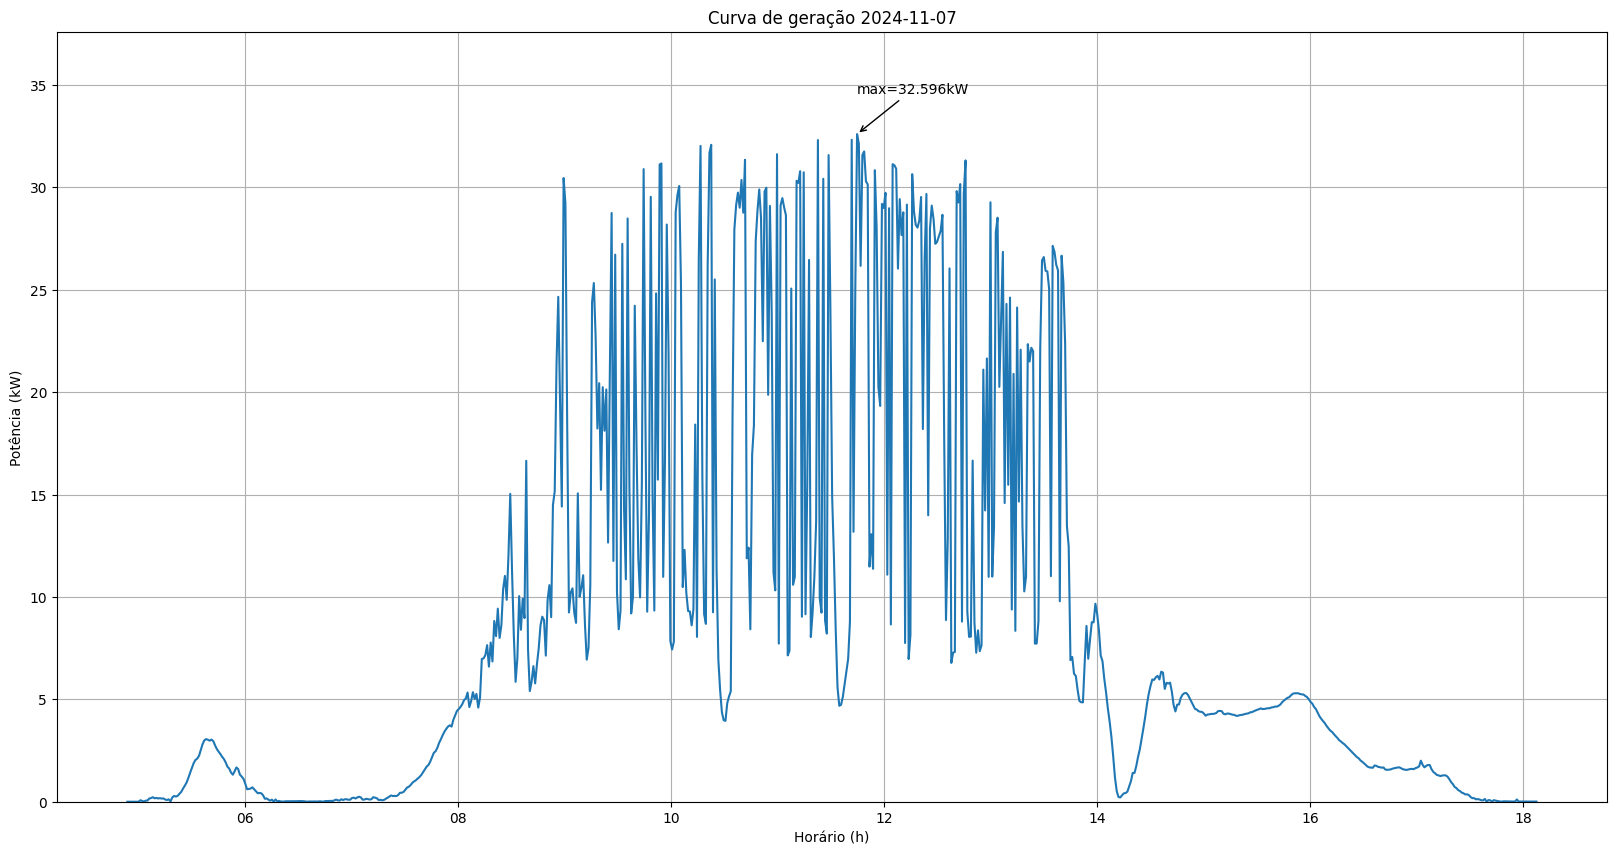 Curva de geração 2024-11-07
max=32.596kW
Potência (kW)
35
30
25
20
15
10
5
0
06 08 10 12 14 16 18
Horário (h)